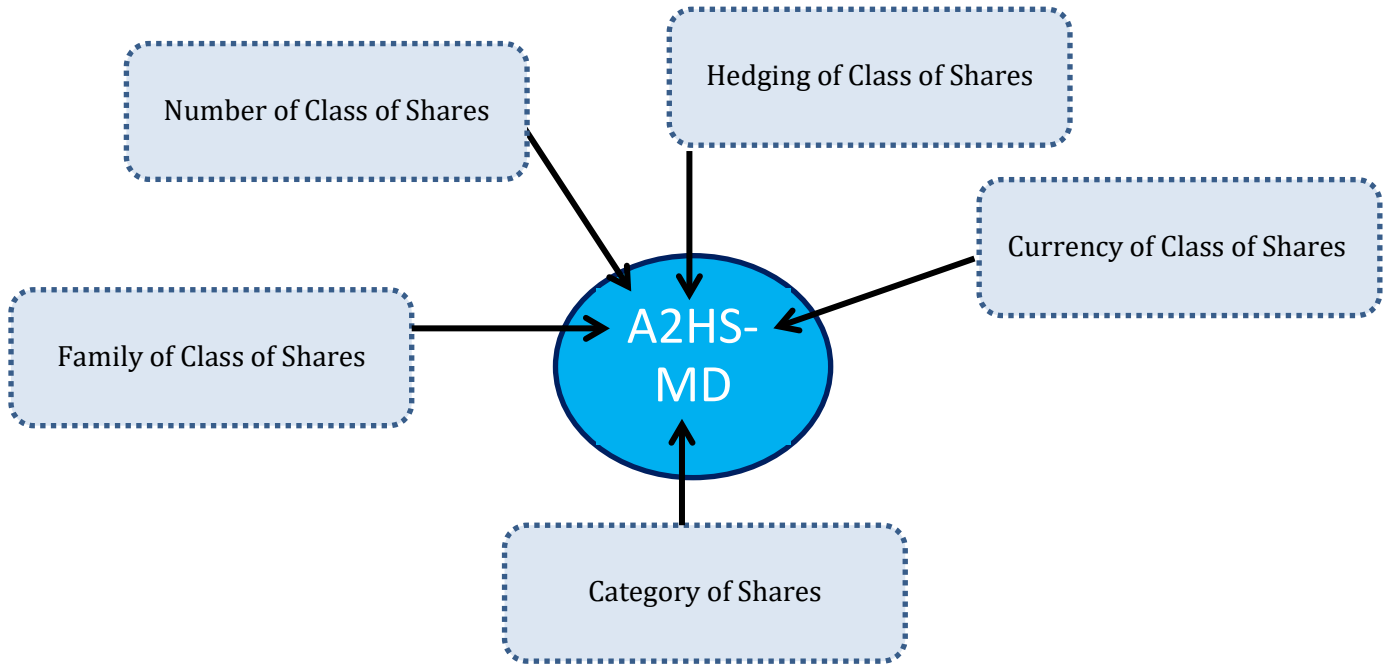 Hedging of Class of Shares
Number of Class of Shares
Currency of Class of Shares
A2HS-
MD
Family of Class of Shares
Category of Shares